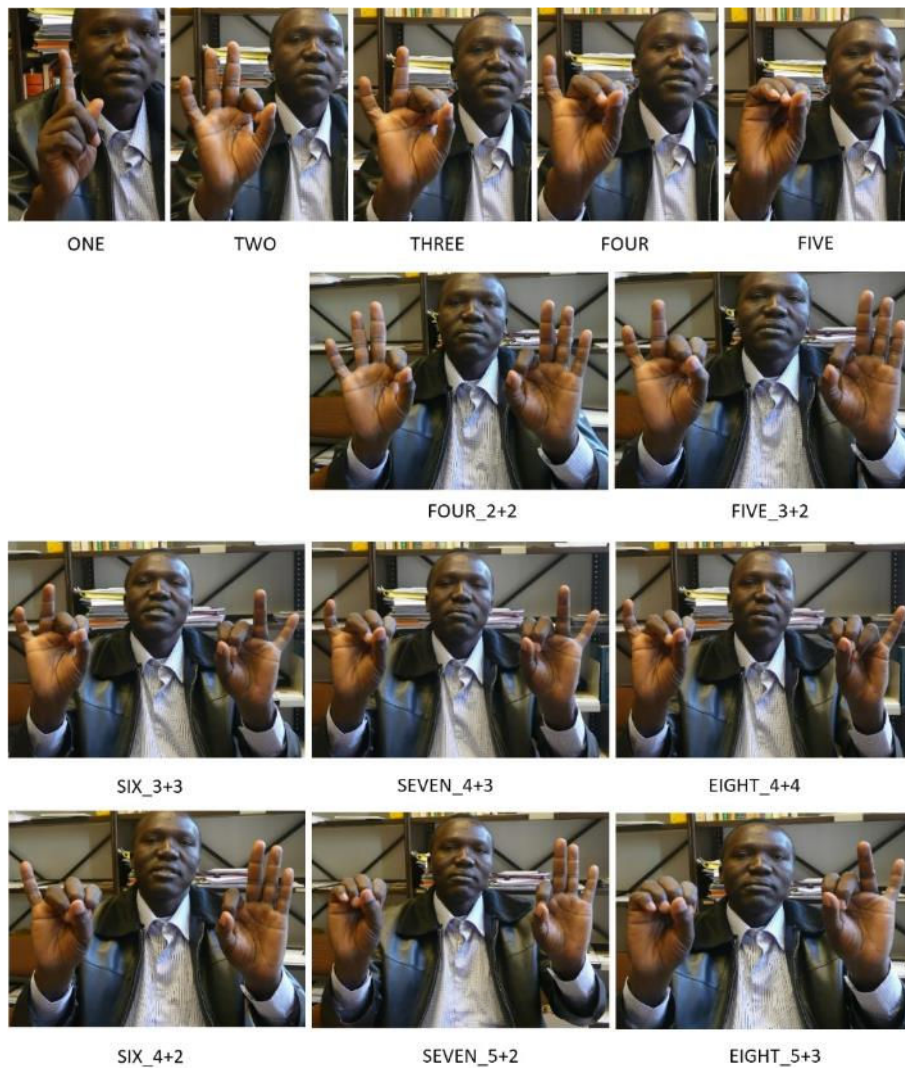 ONE TWO THREE FOUR FIVE
FOUR_2+2 FIVE_3+2
SIX_3+3 SEVEN_4+3 EIGHT_4+4
SIX_4+2 SEVEN_5+2 EIGHT_5+3